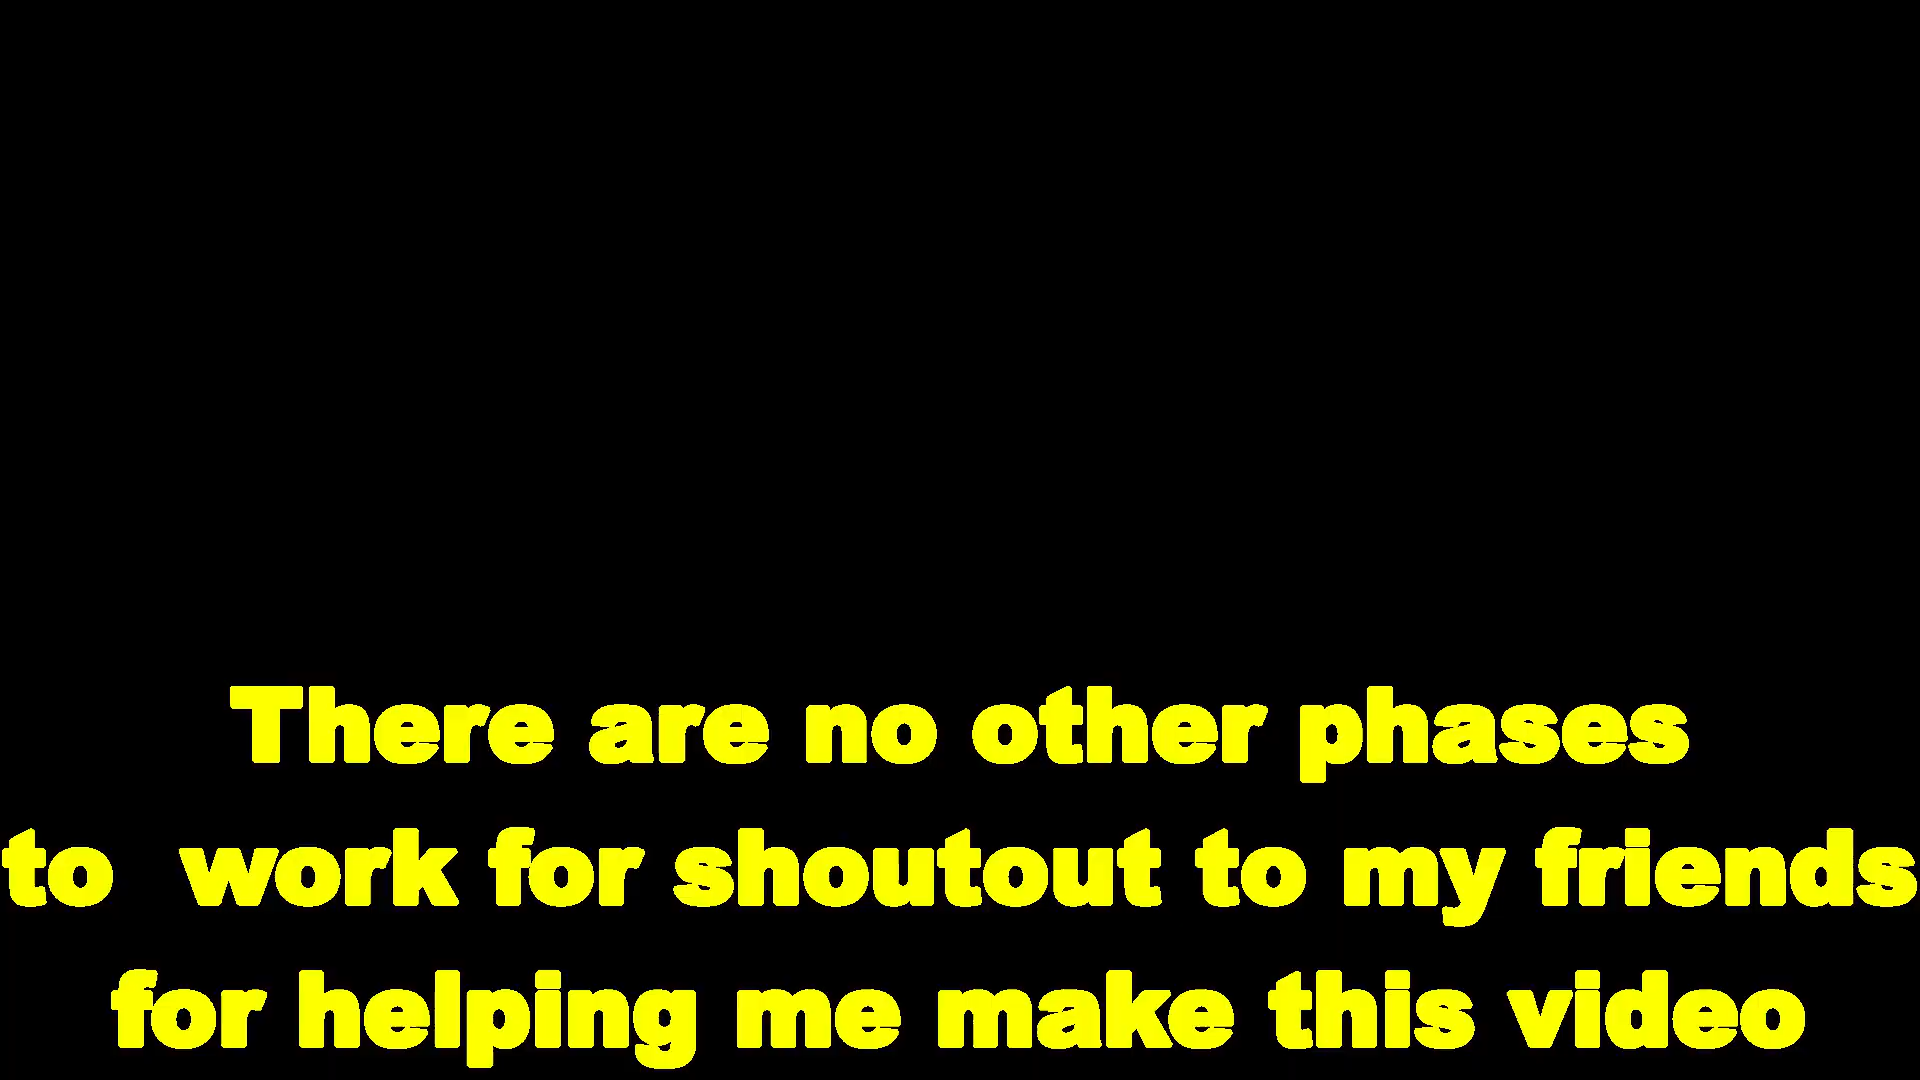 There are no other phases
to  work for shoutout to my friends
for helping me make this video